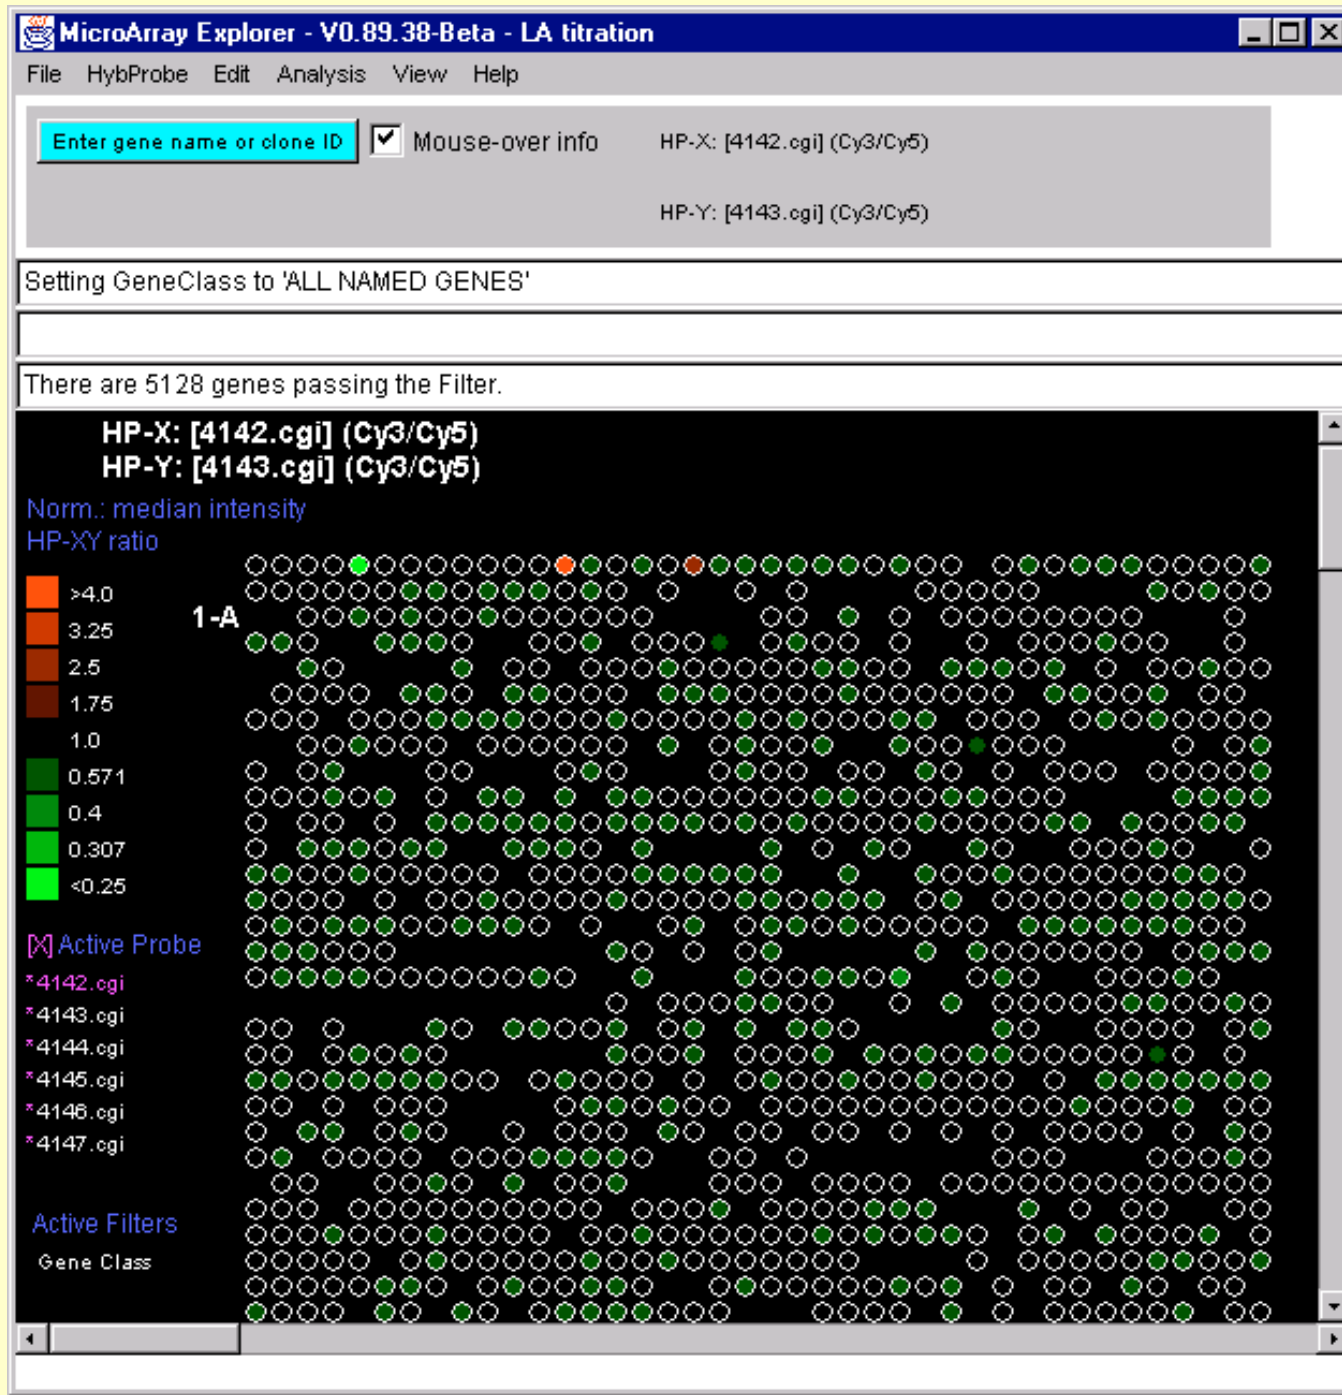 MicroArray Explorer - V0.89.38-Beta - LA titration
File HybProbe Edit Analysis View Help
Enter gene name or clone ID Mouse-over info HP-X: [4142.cgi] (Cy3/Cy5)
HP-Y: [4143.cgi] (Cy3/Cy5)
Setting GeneClass to 'ALL NAMED GENES'
There are 5128 genes passing the Filter.
HP-X: [4142.cgi] (Cy3/Cy5)
HP-Y: [4143.cgi] (Cy3/Cy5)
Norm.: median intensity
HP-XY ratio
>4.0
1-A
3.25
2.5
1.75
1.0
0.571
0.4
0.307
<0.25
[X] Active Probe
*4142.cgi
*4143.cgi
*4144.cgi
*4145.cgi
*4146.cgi
*4147.cgi
Active Filters
Gene Class